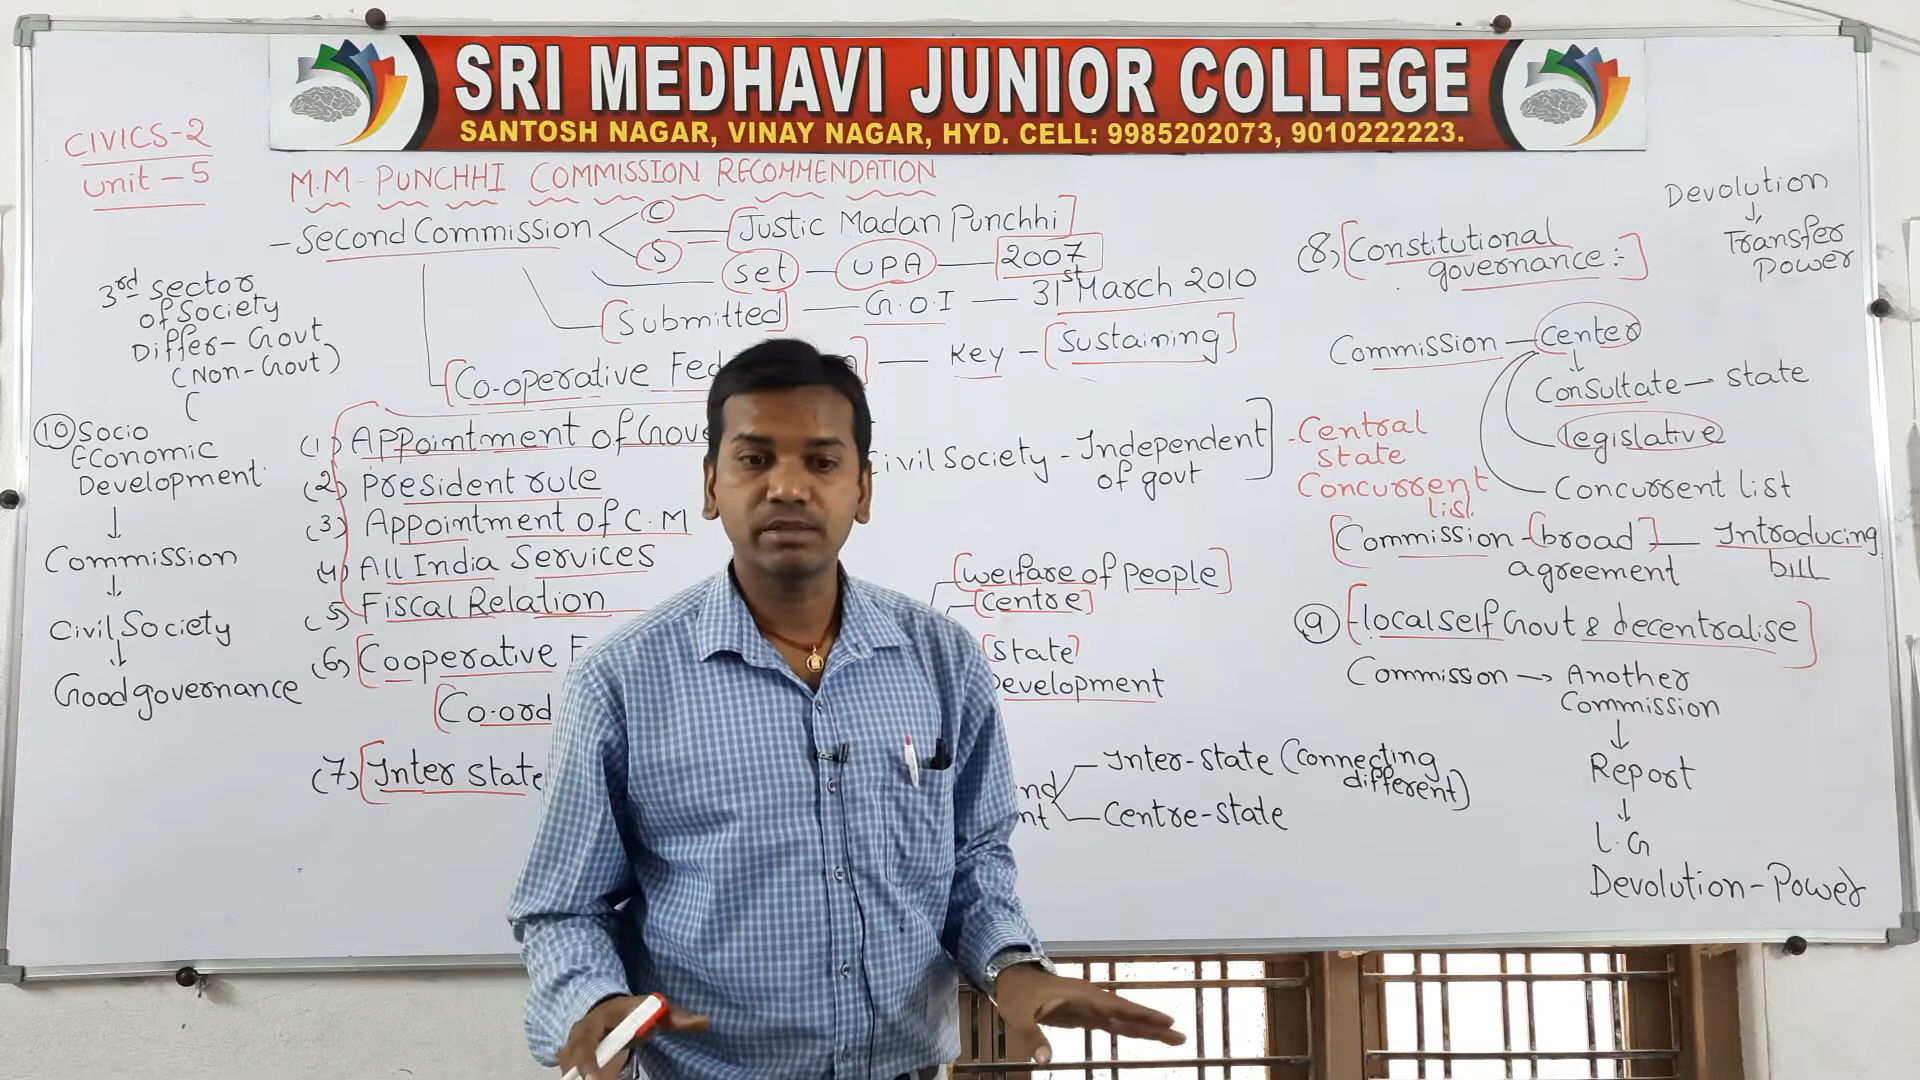 SRI MEDHAVI JUNIOR COLLEGE
SANTOSH NAGAR, VINAY NAGAR, HYD. CELL: 9985202073, 9010222223.
CIVICS-2
Unit - 5
M.M- PUNCHHI COMMISSION RECOMMENDATION
- Second Commission
C
S
Justic Madan Punchhi
set - UPA - 2007
Submitted - G.O.I - 31st March 2010
Co-operative Fed
- Key - Sustaining
(1) Appointment of Gove
(2) President rule
(3) Appointment of C.M
(4) All India Services
(5) Fiscal Relation
(6) Cooperative F
Co-ord
(7) Inter state
3rd sector
of Society
Differ - Govt
(Non-Govt)
(
(10) Socio
Economic
Development
↓
Commission
↓
Civil Society
↓
Good governance
ivil Society - Independent
of govt
welfare of people
centre
State
Development
nd
nt
Inter-state (connecting
different)
Centre-state
Devolution
↓
Transfer
Power
(8) Constitutional
governance :-
Commission - Center
↓
Consultate - state
legislative
Concurrent list
- Central
state
Concurrent
list
Commission - broad - Introducing
agreement bill
(9) local self Govt & decentralise
Commission → Another
Commission
↓
Report
↓
L.G
Devolution - Power